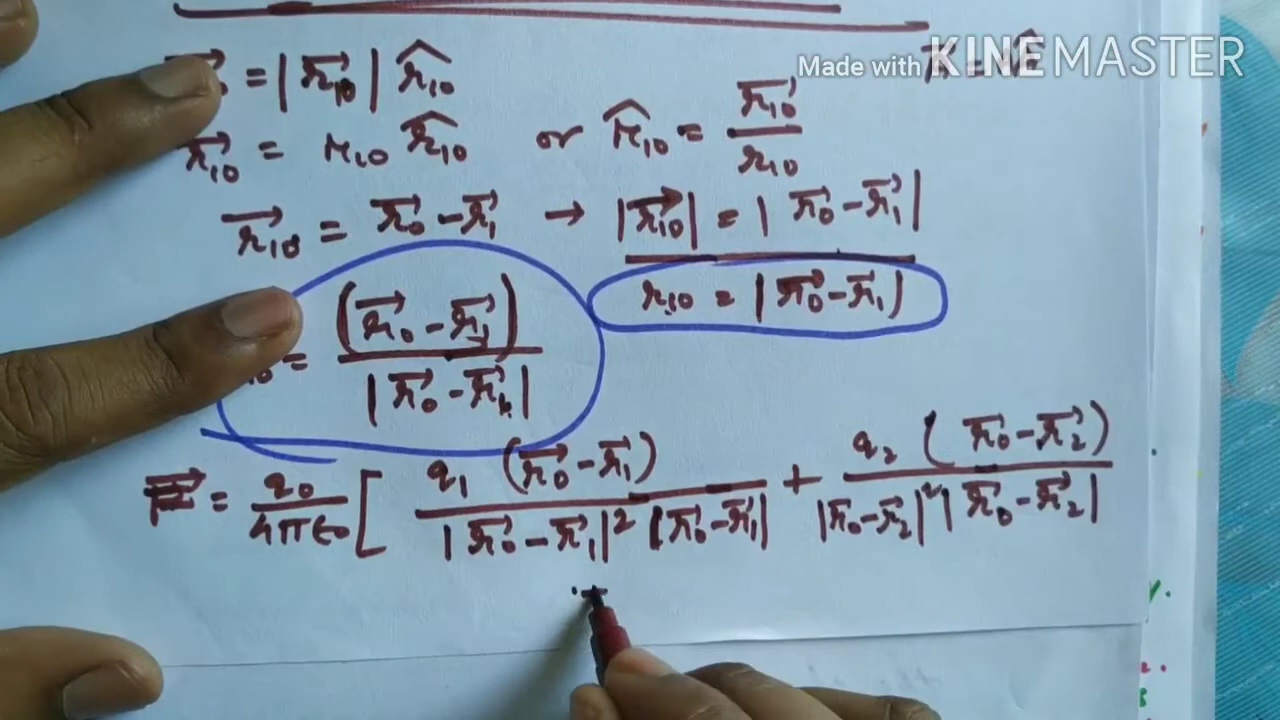 Made with KINEMASTER
= |r⃗₁₀| r̂₁₀
r⃗₁₀ = r₁₀ r̂₁₀ or r̂₁₀ = r⃗₁₀ / r₁₀
r⃗₁₀ = r⃗₀ - r⃗₁ → |r⃗₁₀| = |r⃗₀ - r⃗₁|
r₁₀ = |r⃗₀ - r⃗₁|
= (r⃗₀ - r⃗₁) / |r⃗₀ - r⃗₁|
F⃗ = q₀ / 4πϵ₀ [ q₁ (r⃗₀ - r⃗₁) / |r⃗₀ - r⃗₁|² |r⃗₀ - r⃗₁| + q₂ (r⃗₀ - r⃗₂) / |r⃗₀ - r⃗₂|² |r⃗₀ - r⃗₂|